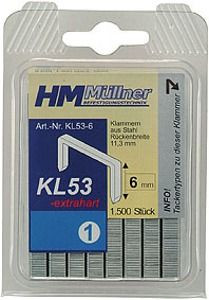 HM Müllner
BEFESTIGUNGSTECHNIK
Art.-Nr. KL53-6
Klammern
aus Stahl
Rückenbreite
11,3 mm
KL53
-extrahart
6 mm
1.500 Stück
1
INFO!
Tackertypen zu dieser Klammer